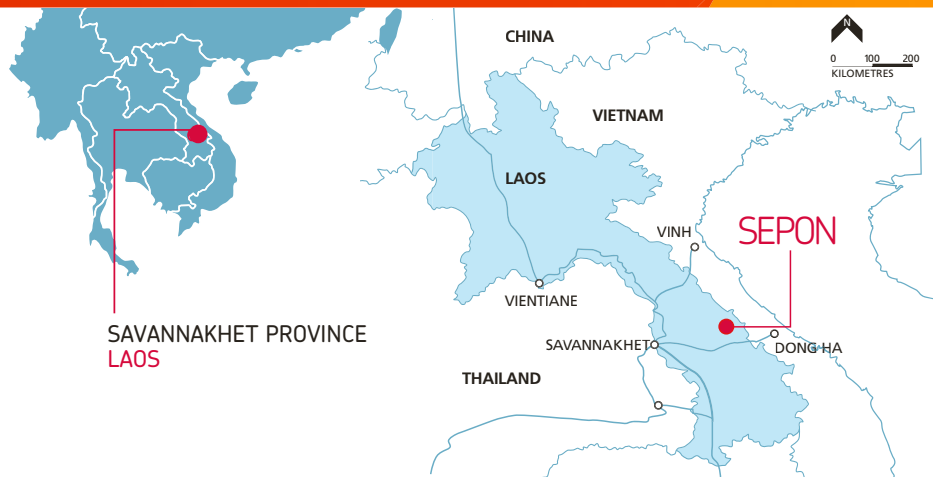 CHINA
N
0 100 200
KILOMETRES
VIETNAM
LAOS
VINH
SEPON
VIENTIANE
SAVANNAKHET PROVINCE
LAOS
SAVANNAKHET
DONG HA
THAILAND